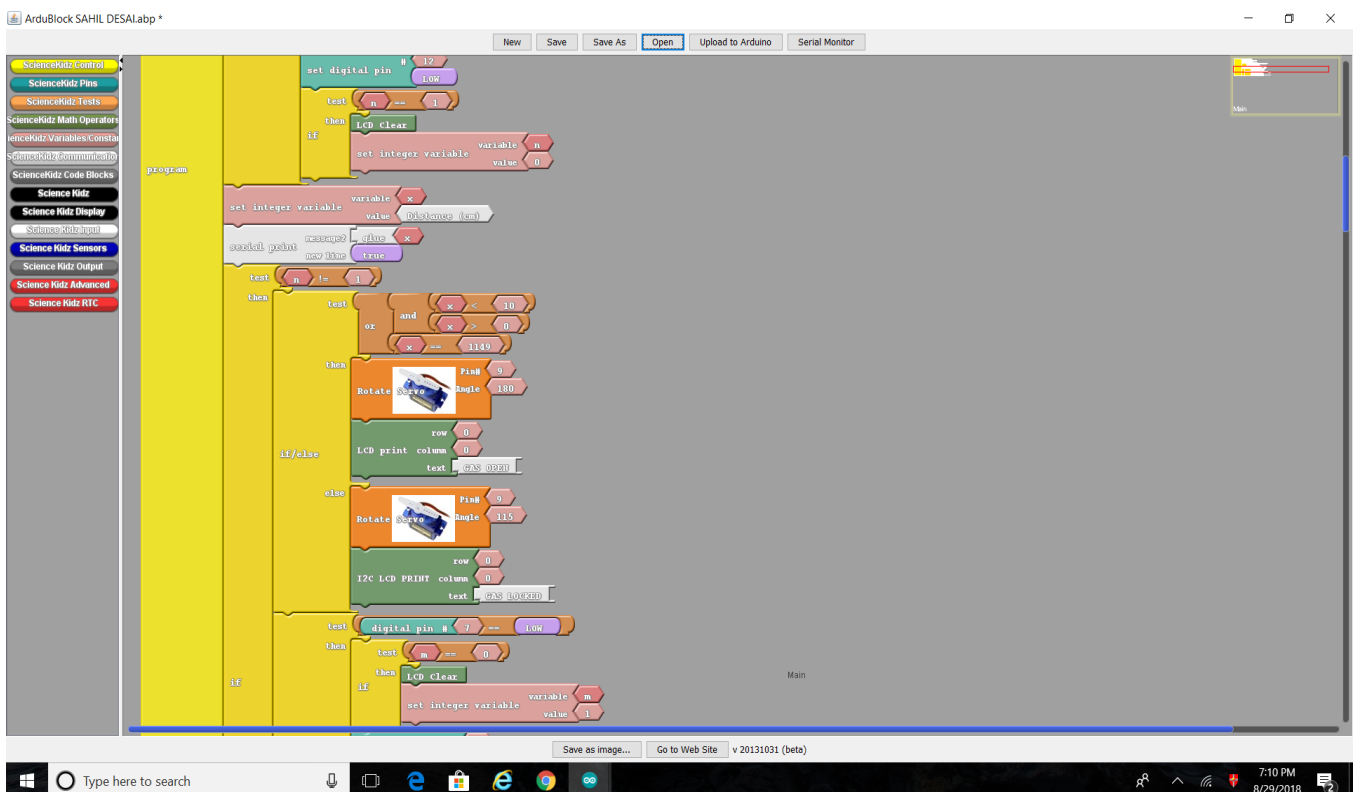 ArduBlock SAHIL DESAI.abp *
New Save Save As Open Upload to Arduino Serial Monitor
ScienceKidz Control
ScienceKidz Pins
ScienceKidz Tests
ScienceKidz Math Operators
ienceKidz Variables/Constan
ScienceKidz Communication
ScienceKidz Code Blocks
Science Kidz
Science Kidz Display
Science Kidz Input
Science Kidz Sensors
Science Kidz Output
Science Kidz Advanced
Science Kidz RTC
program
set digital pin # 12
LOW
if
test n == 1
then LCD Clear
set integer variable variable n
value 0
set integer variable variable x
value Distance (cm)
serial print message2 glue x
new line true
if
test n != 1
then
if/else
test or and x < 10
x > 0
x == 1149
then
Rotate Servo Pin# 9
Angle 180
LCD print row 0
column 0
text GAS OPEN
else
Rotate Servo Pin# 9
Angle 115
I2C LCD PRINT row 0
column 0
text GAS LOCKED
test digital pin # 7 == LOW
then
if
test m == 0
then LCD Clear
set integer variable variable m
value 1
Main
Main
Save as image... Go to Web Site v 20131031 (beta)
Type here to search
7:10 PM
8/29/2018
2